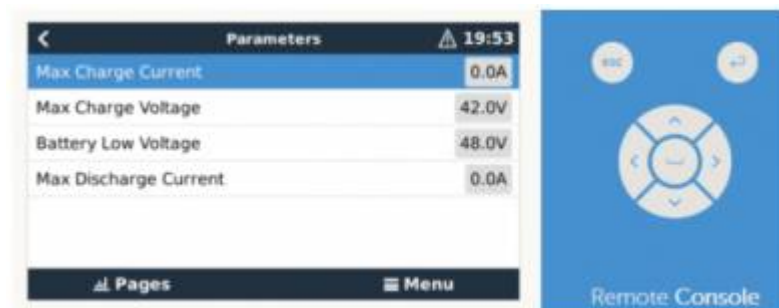 Parameters 19:53
Max Charge Current 0.0A
Max Charge Voltage 42.0V
Battery Low Voltage 48.0V
Max Discharge Current 0.0A
Pages Menu
esc
Remote Console